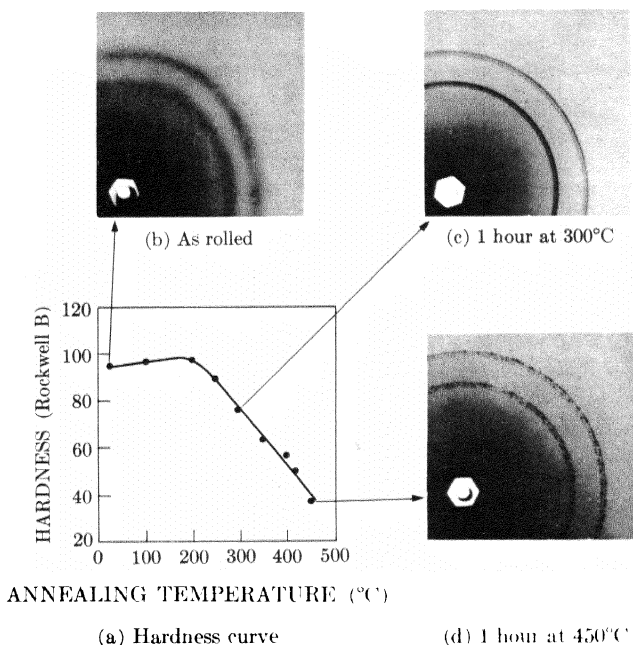 (b) As rolled
(c) 1 hour at 300°C
HARDNESS (Rockwell B)
120
100
80
60
40
20
0
100
200
300
400
500
ANNEALING TEMPERATURE (°C)
(a) Hardness curve
(d) 1 hour at 450°C